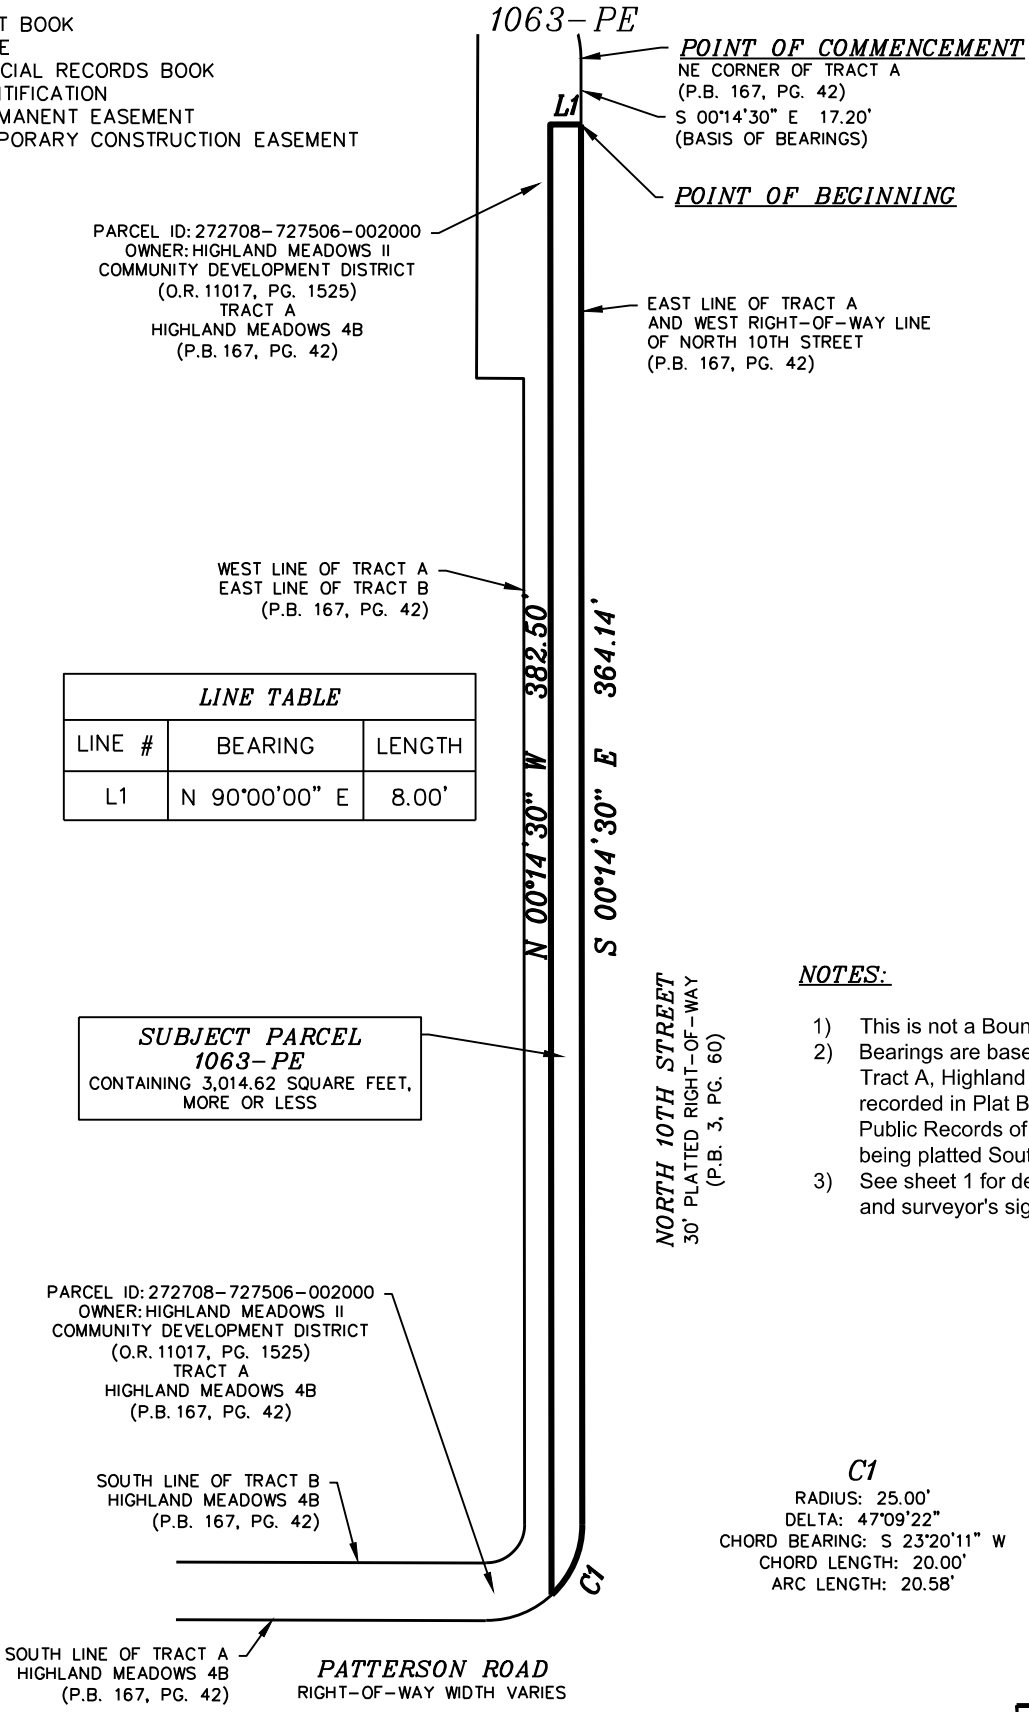 1063-PE
T BOOK
E
CIAL RECORDS BOOK
NTIFICATION
MANENT EASEMENT
PORARY CONSTRUCTION EASEMENT
POINT OF COMMENCEMENT
NE CORNER OF TRACT A
(P.B. 167, PG. 42)
S 00°14'30" E 17.20'
(BASIS OF BEARINGS)
L1
POINT OF BEGINNING
PARCEL ID: 272708-727506-002000
OWNER: HIGHLAND MEADOWS II
COMMUNITY DEVELOPMENT DISTRICT
(O.R. 11017, PG. 1525)
TRACT A
HIGHLAND MEADOWS 4B
(P.B. 167, PG. 42)
EAST LINE OF TRACT A
AND WEST RIGHT-OF-WAY LINE
OF NORTH 10TH STREET
(P.B. 167, PG. 42)
WEST LINE OF TRACT A
EAST LINE OF TRACT B
(P.B. 167, PG. 42)
N 00°14'30" W 382.50'
S 00°14'30" E 364.14'
LINE TABLE
LINE # BEARING LENGTH
L1 N 90°00'00" E 8.00'
SUBJECT PARCEL
1063-PE
CONTAINING 3,014.62 SQUARE FEET,
MORE OR LESS
NORTH 10TH STREET
30' PLATTED RIGHT-OF-WAY
(P.B. 3, PG. 60)
NOTES:
1) This is not a Boun
2) Bearings are base
Tract A, Highland
recorded in Plat B
Public Records of
being platted Sout
3) See sheet 1 for de
and surveyor's sig
PARCEL ID: 272708-727506-002000
OWNER: HIGHLAND MEADOWS II
COMMUNITY DEVELOPMENT DISTRICT
(O.R. 11017, PG. 1525)
TRACT A
HIGHLAND MEADOWS 4B
(P.B. 167, PG. 42)
SOUTH LINE OF TRACT B
HIGHLAND MEADOWS 4B
(P.B. 167, PG. 42)
C1
C1
RADIUS: 25.00'
DELTA: 47°09'22"
CHORD BEARING: S 23°20'11" W
CHORD LENGTH: 20.00'
ARC LENGTH: 20.58'
SOUTH LINE OF TRACT A
HIGHLAND MEADOWS 4B
(P.B. 167, PG. 42)
PATTERSON ROAD
RIGHT-OF-WAY WIDTH VARIES